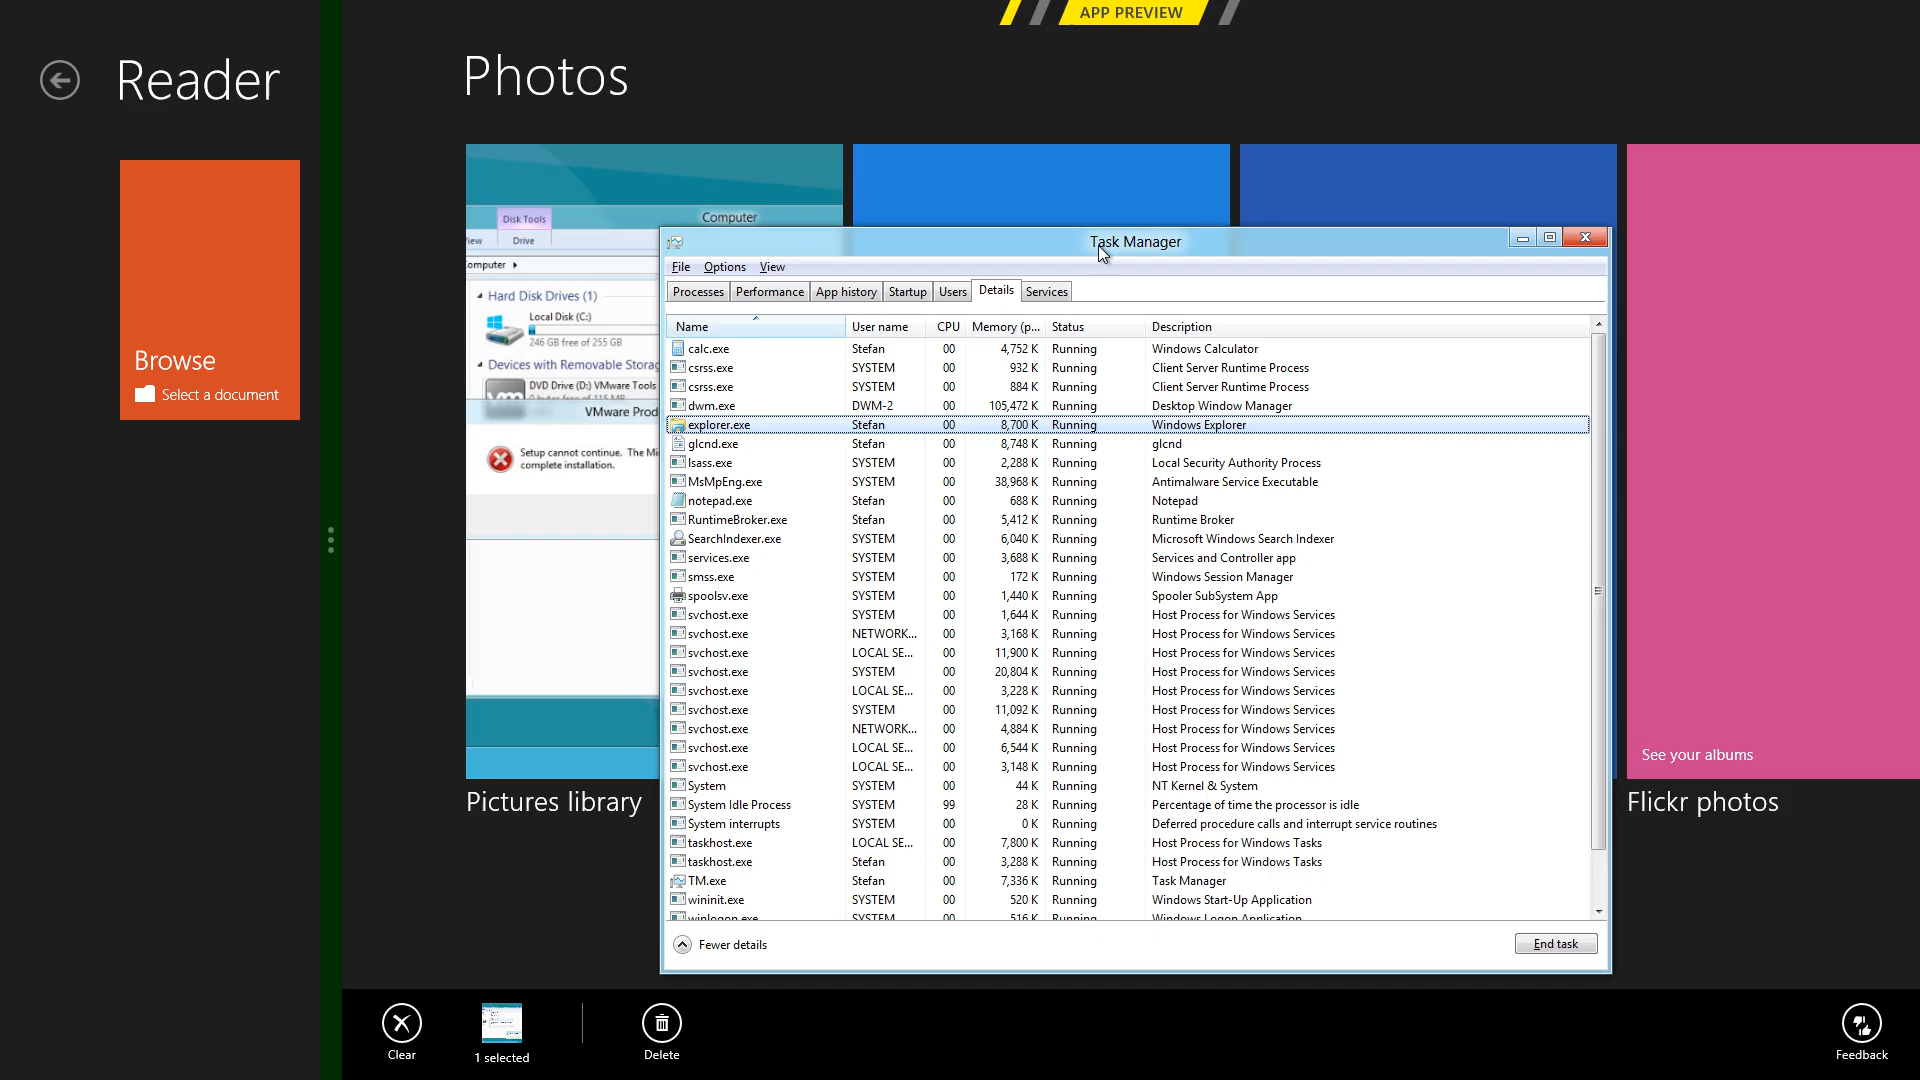 APP PREVIEW
Reader
Photos
Browse
Select a document
Disk Tools
Computer
View
Drive
Computer
Hard Disk Drives (1)
Local Disk (C:)
246 GB free of 255 GB
Devices with Removable Storag
DVD Drive (D:) VMware Tools
0 bytes free of 115 MB
VMware Prod
Setup cannot continue. The Mi
complete installation.
Pictures library
See your albums
Flickr photos
Task Manager
File Options View
Processes Performance App history Startup Users Details Services
Name User name CPU Memory (p... Status Description
calc.exe Stefan 00 4,752 K Running Windows Calculator
csrss.exe SYSTEM 00 932 K Running Client Server Runtime Process
csrss.exe SYSTEM 00 884 K Running Client Server Runtime Process
dwm.exe DWM-2 00 105,472 K Running Desktop Window Manager
explorer.exe Stefan 00 8,700 K Running Windows Explorer
glcnd.exe Stefan 00 8,748 K Running glcnd
lsass.exe SYSTEM 00 2,288 K Running Local Security Authority Process
MsMpEng.exe SYSTEM 00 38,968 K Running Antimalware Service Executable
notepad.exe Stefan 00 688 K Running Notepad
RuntimeBroker.exe Stefan 00 5,412 K Running Runtime Broker
SearchIndexer.exe SYSTEM 00 6,040 K Running Microsoft Windows Search Indexer
services.exe SYSTEM 00 3,688 K Running Services and Controller app
smss.exe SYSTEM 00 172 K Running Windows Session Manager
spoolsv.exe SYSTEM 00 1,440 K Running Spooler SubSystem App
svchost.exe SYSTEM 00 1,644 K Running Host Process for Windows Services
svchost.exe NETWORK... 00 3,168 K Running Host Process for Windows Services
svchost.exe LOCAL SE... 00 11,900 K Running Host Process for Windows Services
svchost.exe SYSTEM 00 20,804 K Running Host Process for Windows Services
svchost.exe LOCAL SE... 00 3,228 K Running Host Process for Windows Services
svchost.exe SYSTEM 00 11,092 K Running Host Process for Windows Services
svchost.exe NETWORK... 00 4,884 K Running Host Process for Windows Services
svchost.exe LOCAL SE... 00 6,544 K Running Host Process for Windows Services
svchost.exe LOCAL SE... 00 3,148 K Running Host Process for Windows Services
System SYSTEM 00 44 K Running NT Kernel & System
System Idle Process SYSTEM 99 28 K Running Percentage of time the processor is idle
System interrupts SYSTEM 00 0 K Running Deferred procedure calls and interrupt service routines
taskhost.exe LOCAL SE... 00 7,800 K Running Host Process for Windows Tasks
taskhost.exe Stefan 00 3,288 K Running Host Process for Windows Tasks
TM.exe Stefan 00 7,336 K Running Task Manager
wininit.exe SYSTEM 00 520 K Running Windows Start-Up Application
winlogon.exe SYSTEM 00 516 K Running Windows Logon Application
Fewer details
End task
Clear
1 selected
Delete
Feedback